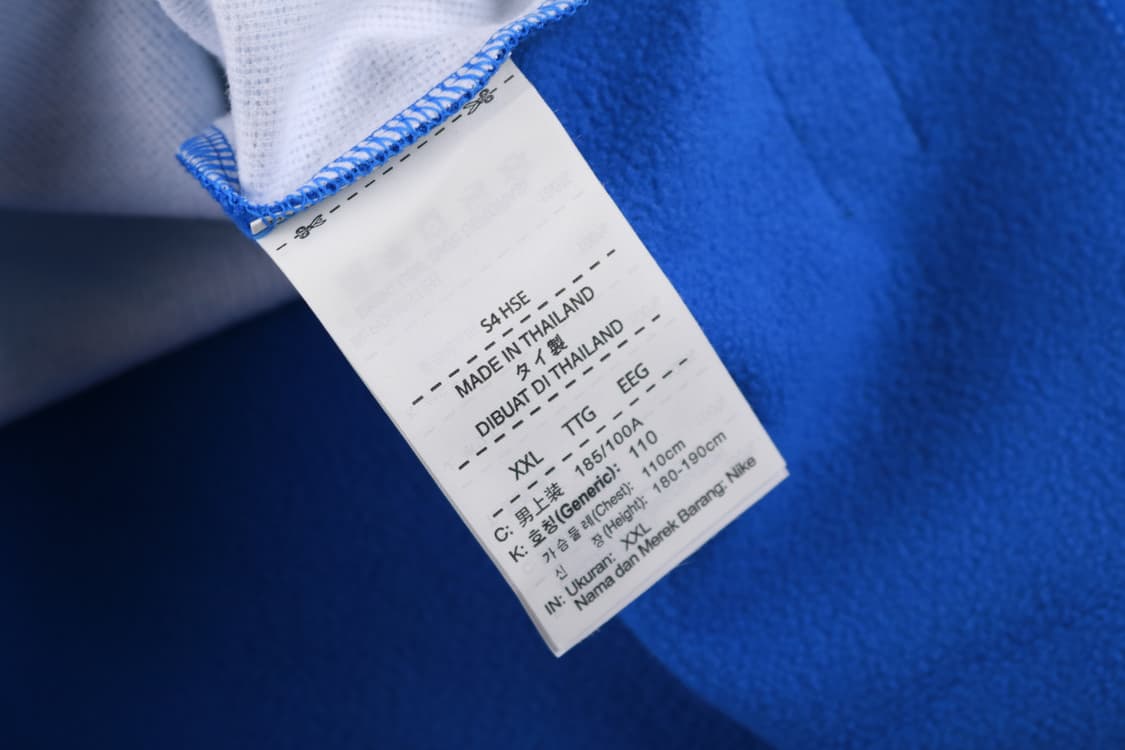 S4 HSE
MADE IN THAILAND
タイ製
DIBUAT DI THAILAND
XXL TTG EEG
C: 男上装 185/100A
K: 호칭(Generic): 110
가슴둘레(Chest): 110cm
신 장(Height): 180-190cm
IN: Ukuran: XXL
Nama dan Merek Barang: Nike